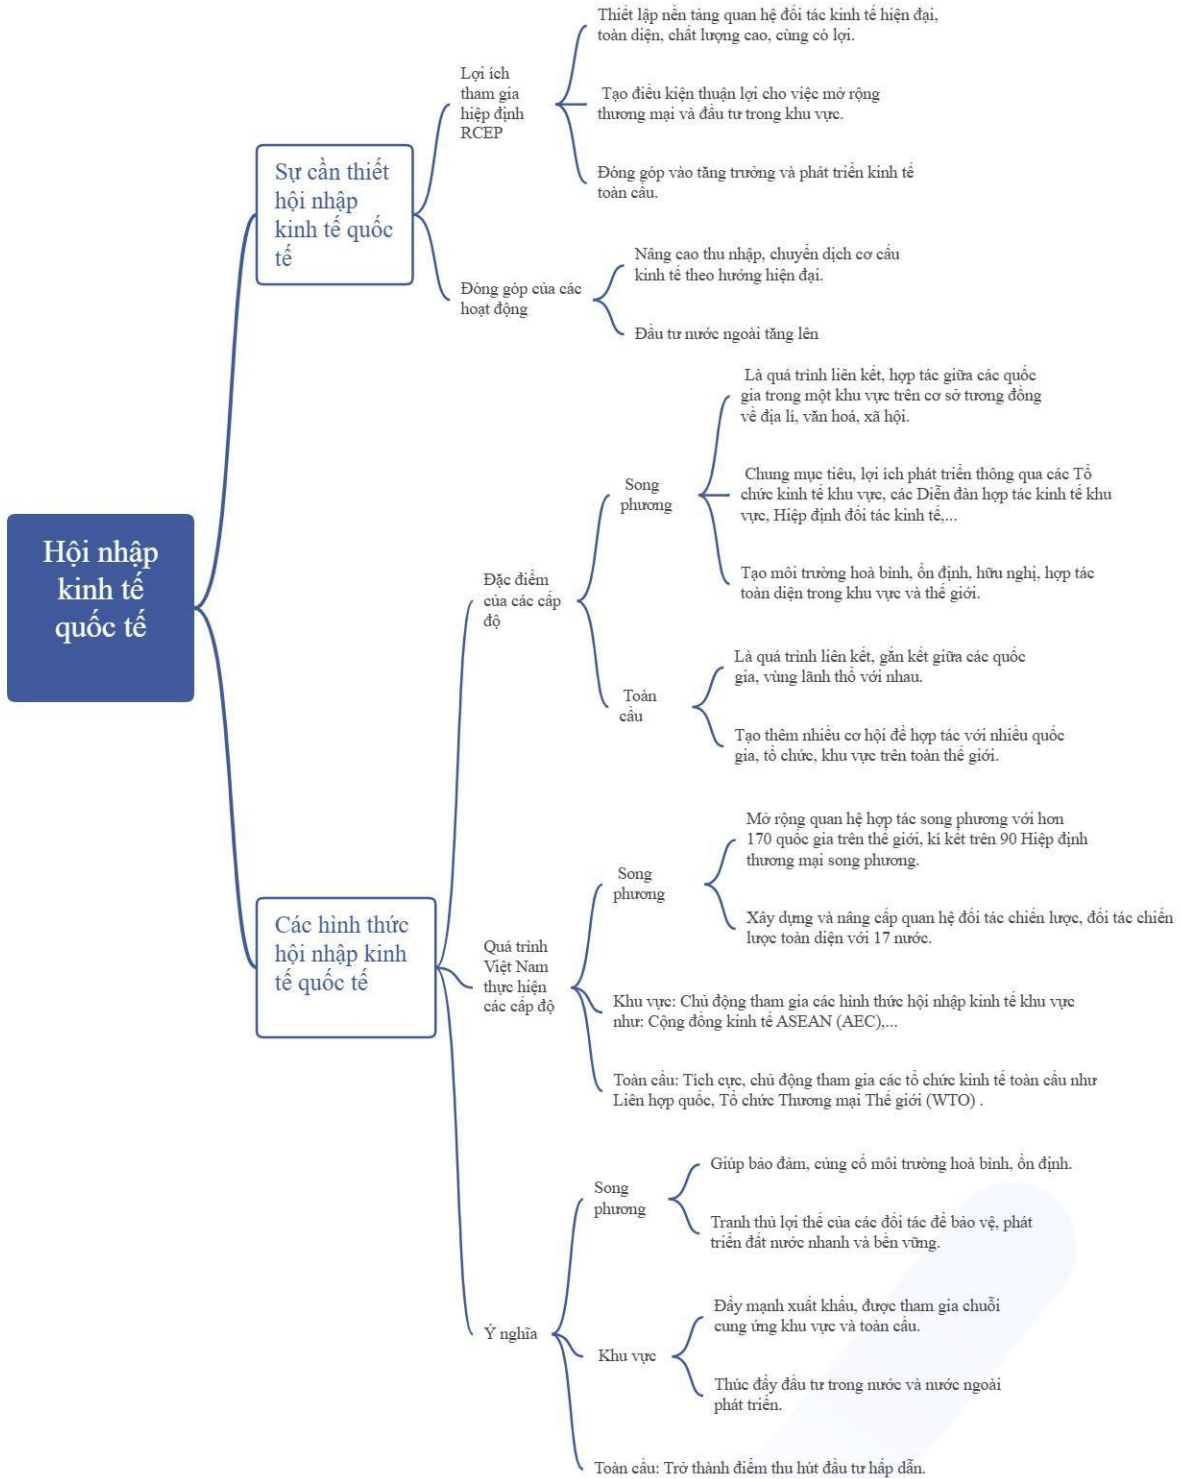 Hội nhập
kinh tế
quốc tế
Sự cần thiết
hội nhập
kinh tế quốc
tế
Lợi ích
tham gia
hiệp định
RCEP
Thiết lập nền tảng quan hệ đối tác kinh tế hiện đại,
toàn diện, chất lượng cao, cùng có lợi.
Tạo điều kiện thuận lợi cho việc mở rộng
thương mại và đầu tư trong khu vực.
Đóng góp vào tăng trưởng và phát triển kinh tế
toàn cầu.
Đóng góp của các
hoạt động
Nâng cao thu nhập, chuyển dịch cơ cấu
kinh tế theo hướng hiện đại.
Đầu tư nước ngoài tăng lên
Các hình thức
hội nhập kinh
tế quốc tế
Đặc điểm
của các cấp
độ
Song
phương
Là quá trình liên kết, hợp tác giữa các quốc
gia trong một khu vực trên cơ sở tương đồng
về địa lí, văn hoá, xã hội.
Chung mục tiêu, lợi ích phát triển thông qua các Tổ
chức kinh tế khu vực, các Diễn đàn hợp tác kinh tế khu
vực, Hiệp định đối tác kinh tế,...
Tạo môi trường hoà bình, ổn định, hữu nghị, hợp tác
toàn diện trong khu vực và thế giới.
Toàn
cầu
Là quá trình liên kết, gắn kết giữa các quốc
gia, vùng lãnh thổ với nhau.
Tạo thêm nhiều cơ hội để hợp tác với nhiều quốc
gia, tổ chức, khu vực trên toàn thế giới.
Quá trình
Việt Nam
thực hiện
các cấp độ
Song
phương
Mở rộng quan hệ hợp tác song phương với hơn
170 quốc gia trên thế giới, kí kết trên 90 Hiệp định
thương mại song phương.
Xây dựng và nâng cấp quan hệ đối tác chiến lược, đối tác chiến
lược toàn diện với 17 nước.
Khu vực: Chủ động tham gia các hình thức hội nhập kinh tế khu vực
như: Cộng đồng kinh tế ASEAN (AEC),...
Toàn cầu: Tích cực, chủ động tham gia các tổ chức kinh tế toàn cầu như
Liên hợp quốc, Tổ chức Thương mại Thế giới (WTO) .
Ý nghĩa
Song
phương
Giúp bảo đảm, củng cố môi trường hoà bình, ổn định.
Tranh thủ lợi thế của các đối tác để bảo vệ, phát
triển đất nước nhanh và bền vững.
Khu vực
Đẩy mạnh xuất khẩu, được tham gia chuỗi
cung ứng khu vực và toàn cầu.
Thúc đẩy đầu tư trong nước và nước ngoài
phát triển.
Toàn cầu: Trở thành điểm thu hút đầu tư hấp dẫn.